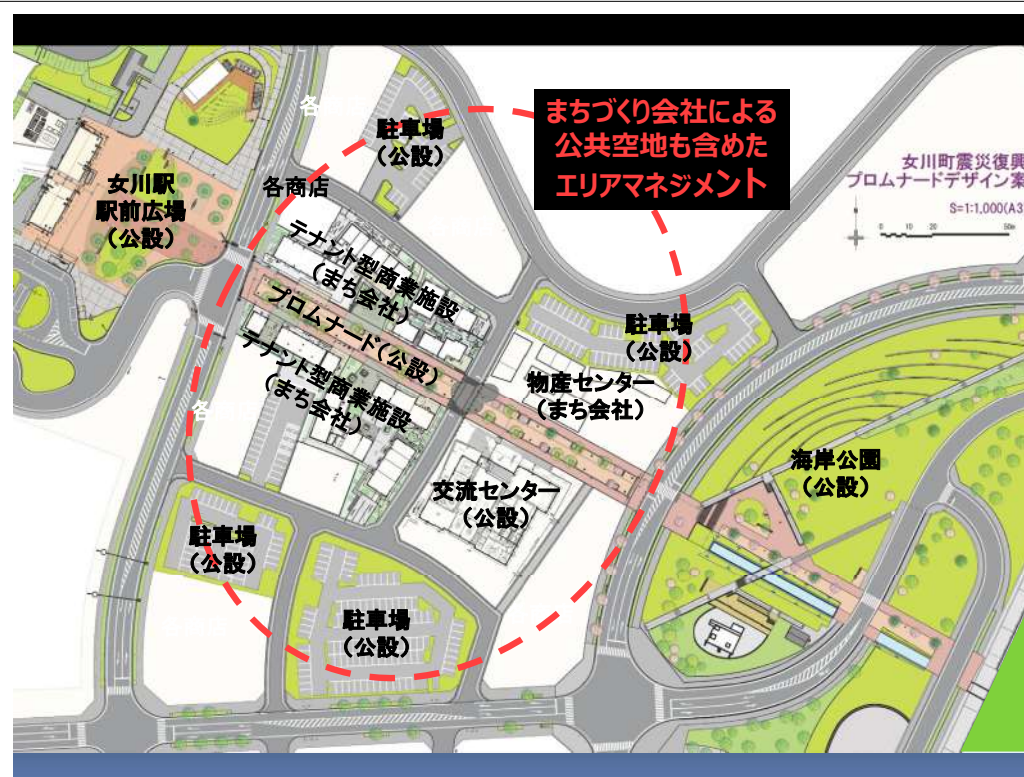 まちづくり会社による
公共空地も含めた
エリアマネジメント
女川町震災復興
プロムナードデザイン案
S=1:1,000(A3
0 10 20 50m
駐車場
(公設)
各商店
女川駅
駅前広場
(公設)
テナント型商業施設
(まち会社)
プロムナード(公設)
テナント型商業施設
(まち会社)
駐車場
(公設)
物産センター
(まち会社)
海岸公園
(公設)
交流センター
(公設)
駐車場
(公設)
駐車場
(公設)